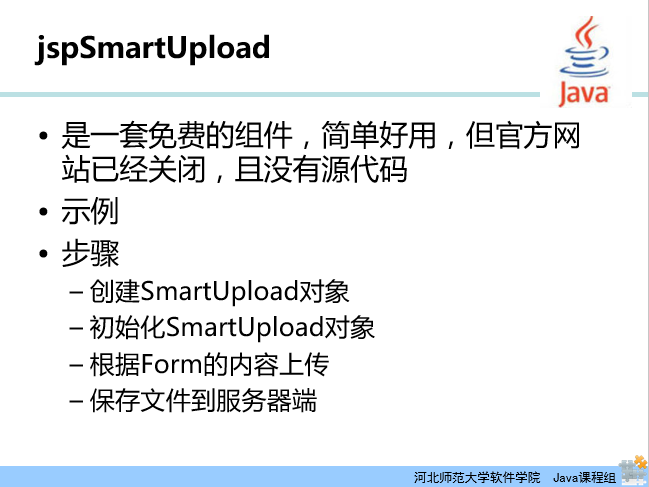 jspSmartUpload
Java
• 是一套免费的组件，简单好用，但官方网
站已经关闭，且没有源代码
• 示例
• 步骤
– 创建SmartUpload对象
– 初始化SmartUpload对象
– 根据Form的内容上传
– 保存文件到服务器端
河北师范大学软件学院 Java课程组